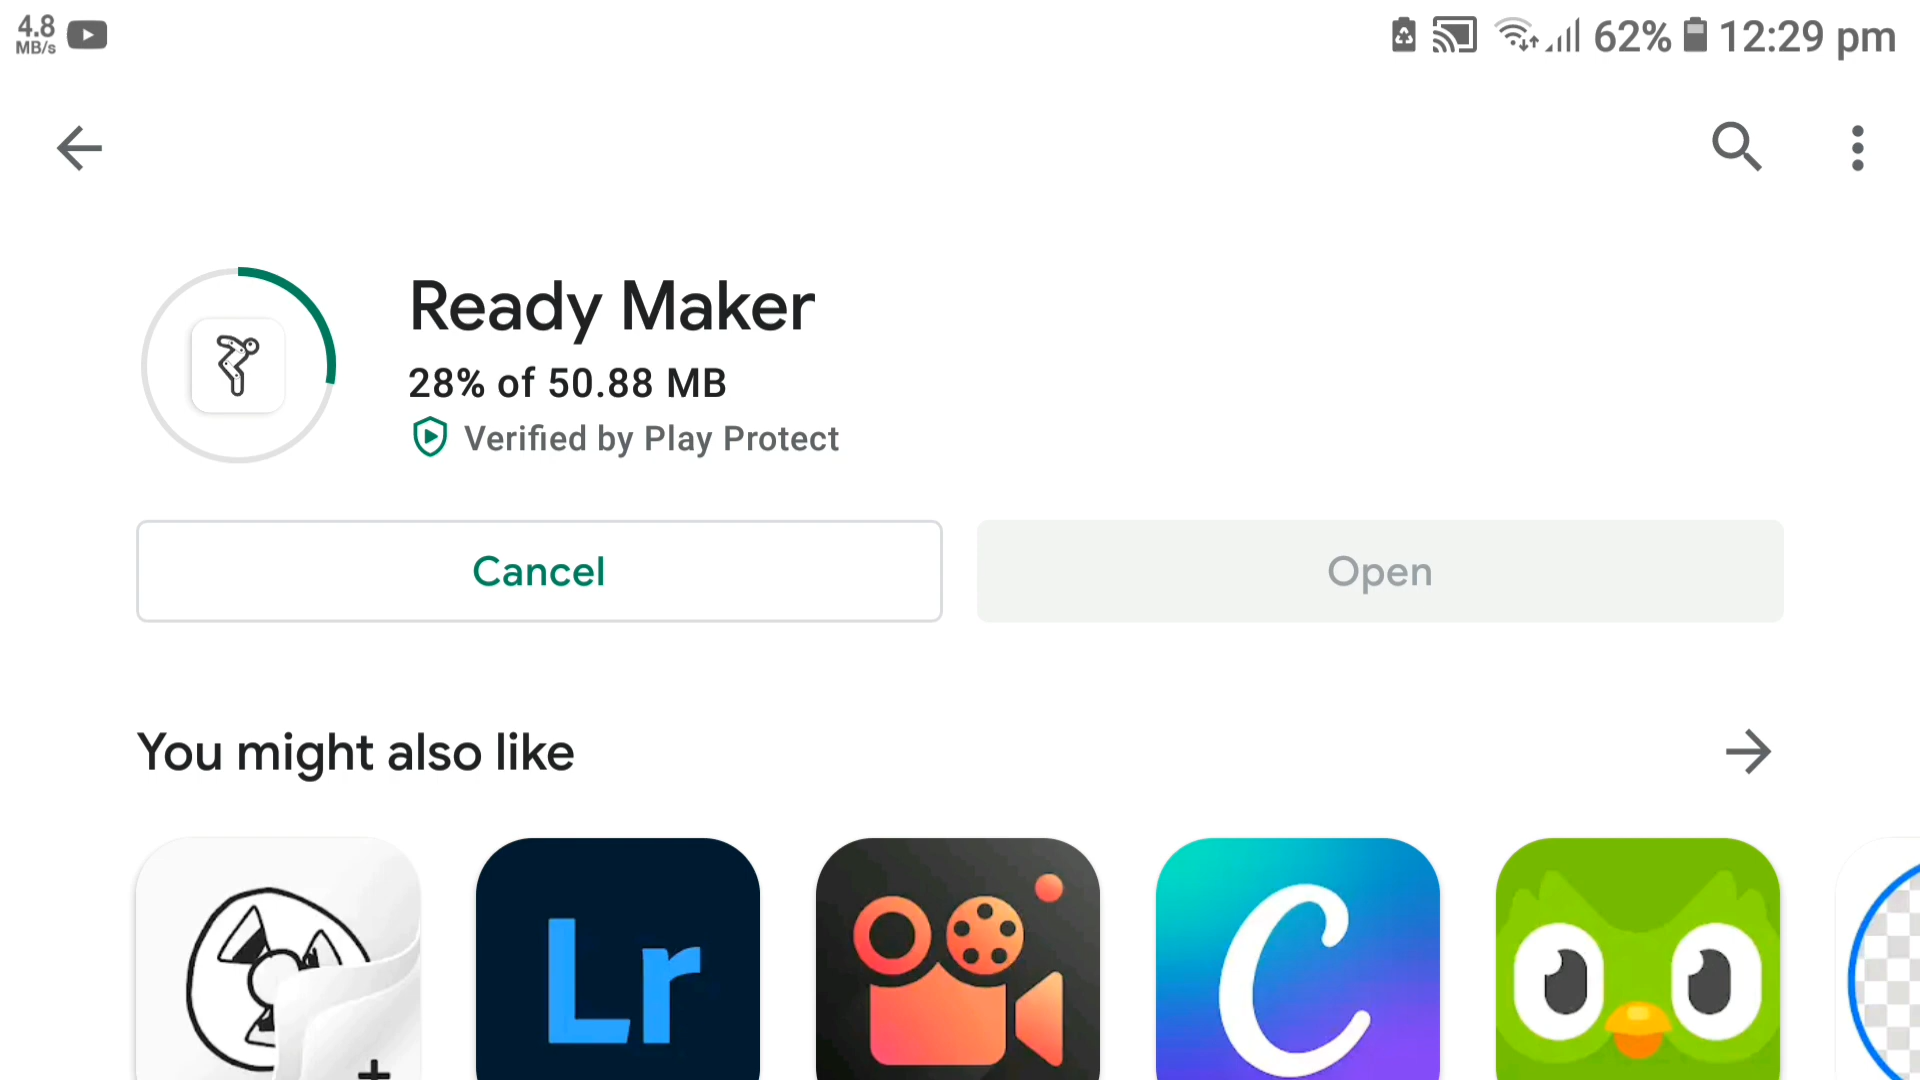 4.8
MB/s
62%
12:29 pm
Ready Maker
28% of 50.88 MB
Verified by Play Protect
Cancel
Open
You might also like
Lr
C